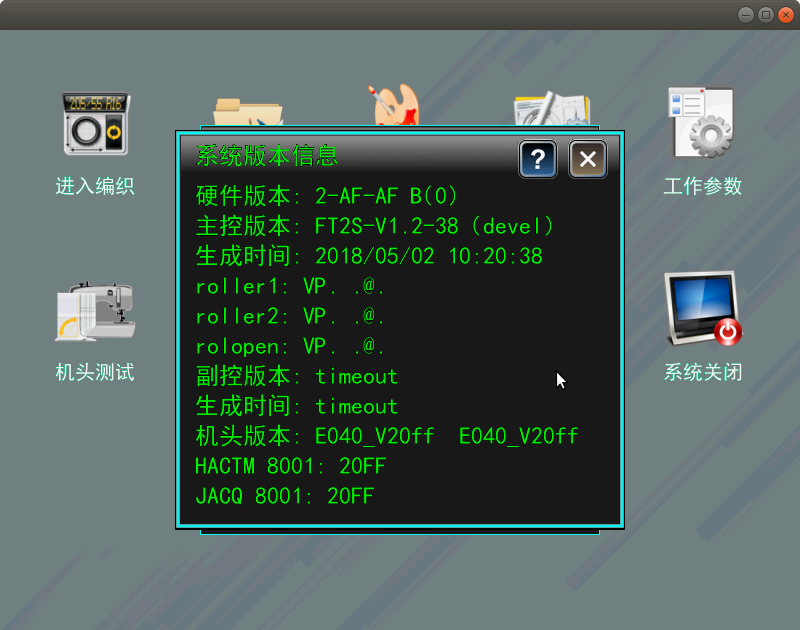 205/55 R16
进入编织
工作参数
机头测试
系统关闭
系统版本信息
?
硬件版本: 2-AF-AF B(0)
主控版本: FT2S-V1.2-38 (devel)
生成时间: 2018/05/02 10:20:38
roller1: VP. .@.
roller2: VP. .@.
rolopen: VP. .@.
副控版本: timeout
生成时间: timeout
机头版本: E040_V20ff  E040_V20ff
HACTM 8001: 20FF
JACQ 8001: 20FF